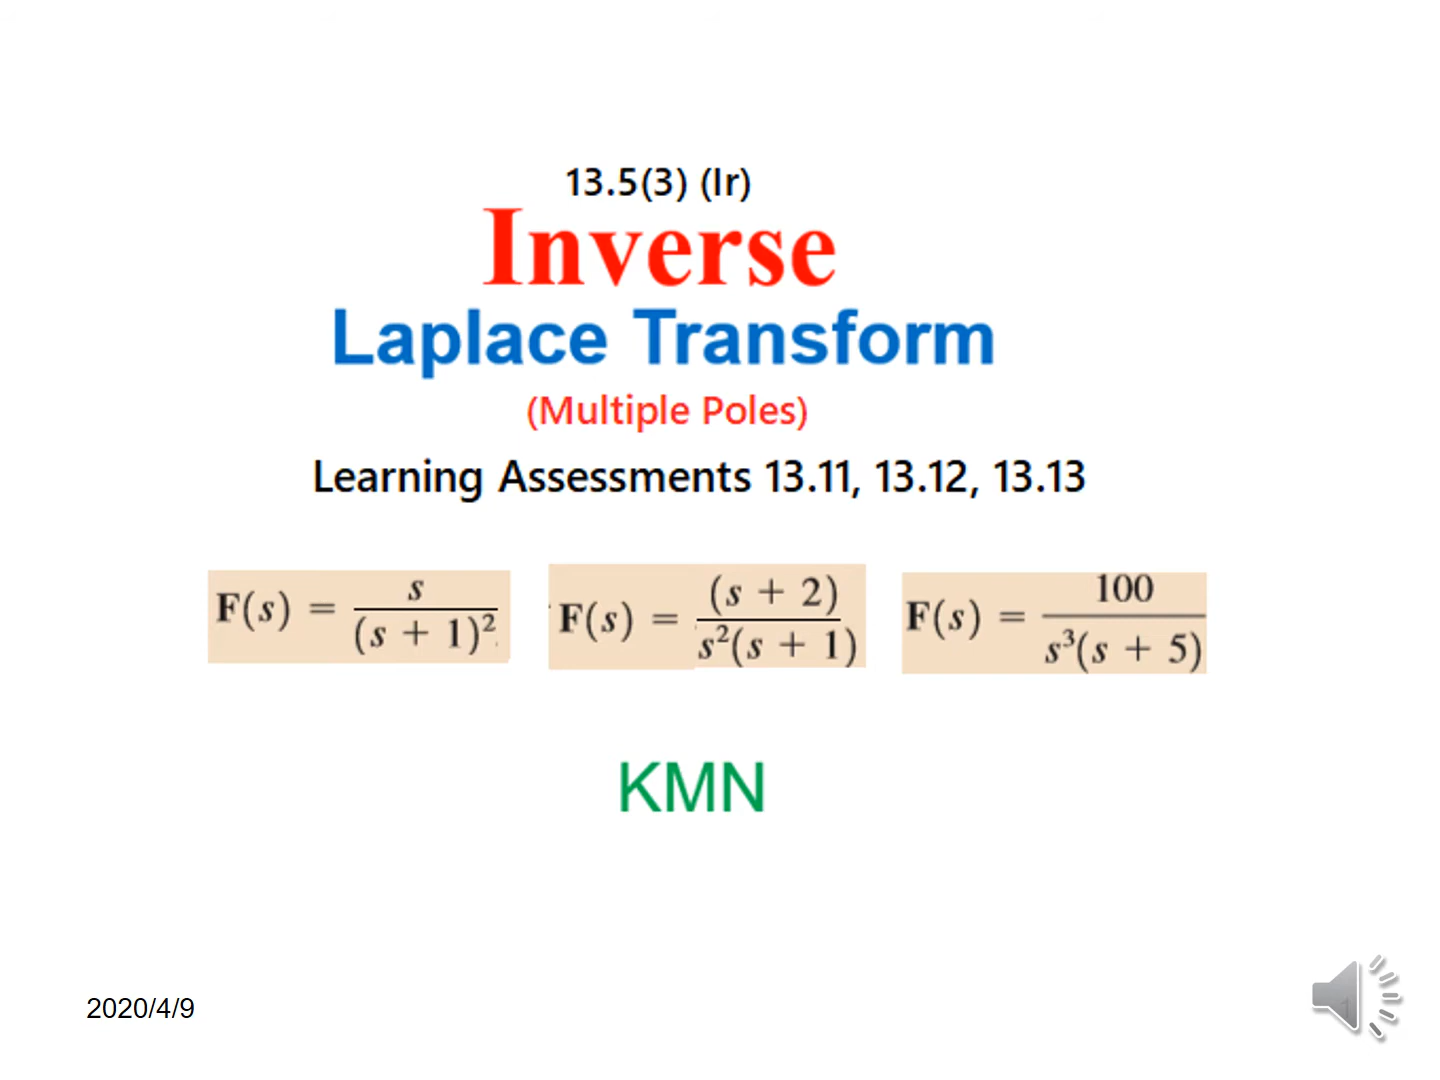 13.5(3) (Ir)
Inverse
Laplace Transform
(Multiple Poles)
Learning Assessments 13.11, 13.12, 13.13
F(s) = s / (s + 1)²
F(s) = (s + 2) / s²(s + 1)
F(s) = 100 / s³(s + 5)
KMN
2020/4/9
1